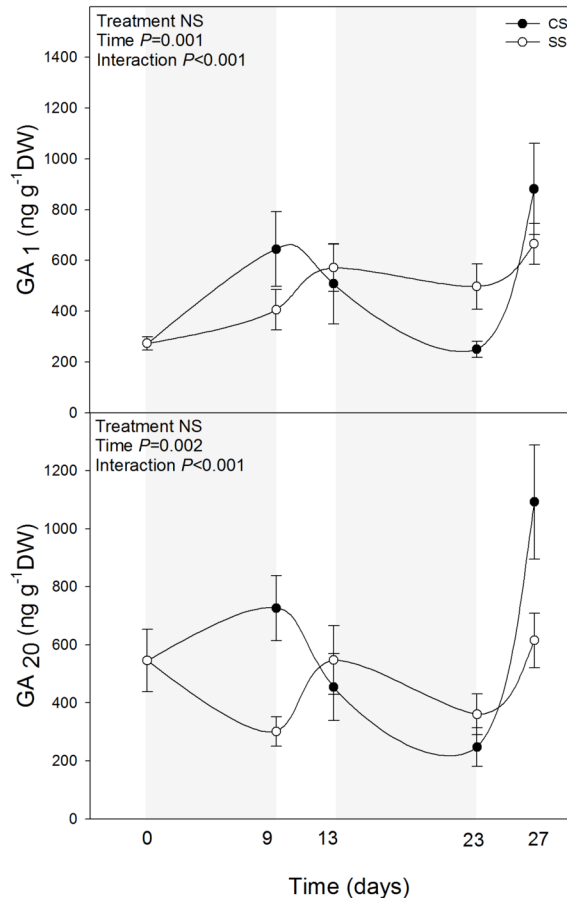 Treatment NS
Time P=0.001
Interaction P<0.001
CS
SS
1400
1200
1000
800
600
400
200
0
GA 1 (ng g-1DW)
Treatment NS
Time P=0.002
Interaction P<0.001
1200
1000
800
600
400
200
0
GA 20 (ng g-1DW)
0 9 13 23 27
Time (days)